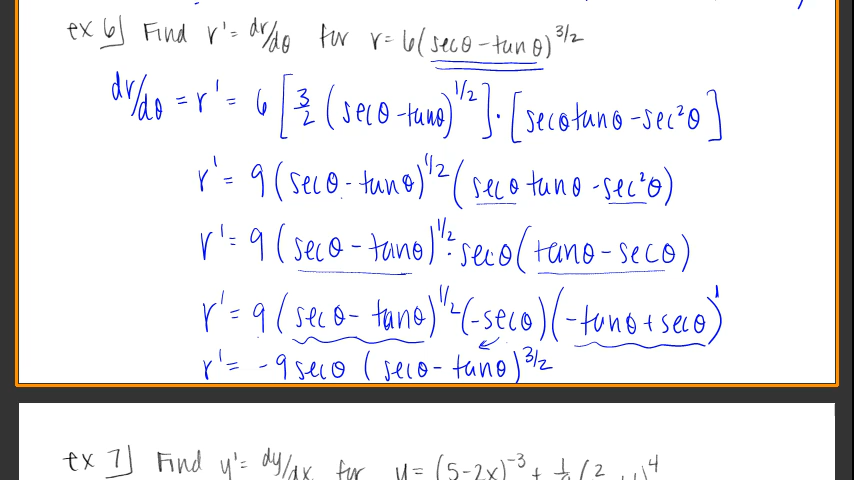 ex 6] Find r' = dr/dθ for r = 6(secθ - tanθ)^3/2
dr/dθ = r' = 6 [3/2 (secθ - tanθ)^1/2] · [secθtanθ - sec²θ]
r' = 9 (secθ - tanθ)^1/2 (secθ tanθ - sec²θ)
r' = 9 (secθ - tanθ)^1/2 · secθ (tanθ - secθ)
r' = 9 (secθ - tanθ)^1/2 (-secθ)(-tanθ + secθ)^1
r' = -9 secθ (secθ - tanθ)^3/2
ex 7] Find y' = dy/dx for y = (5-2x)^-3 +